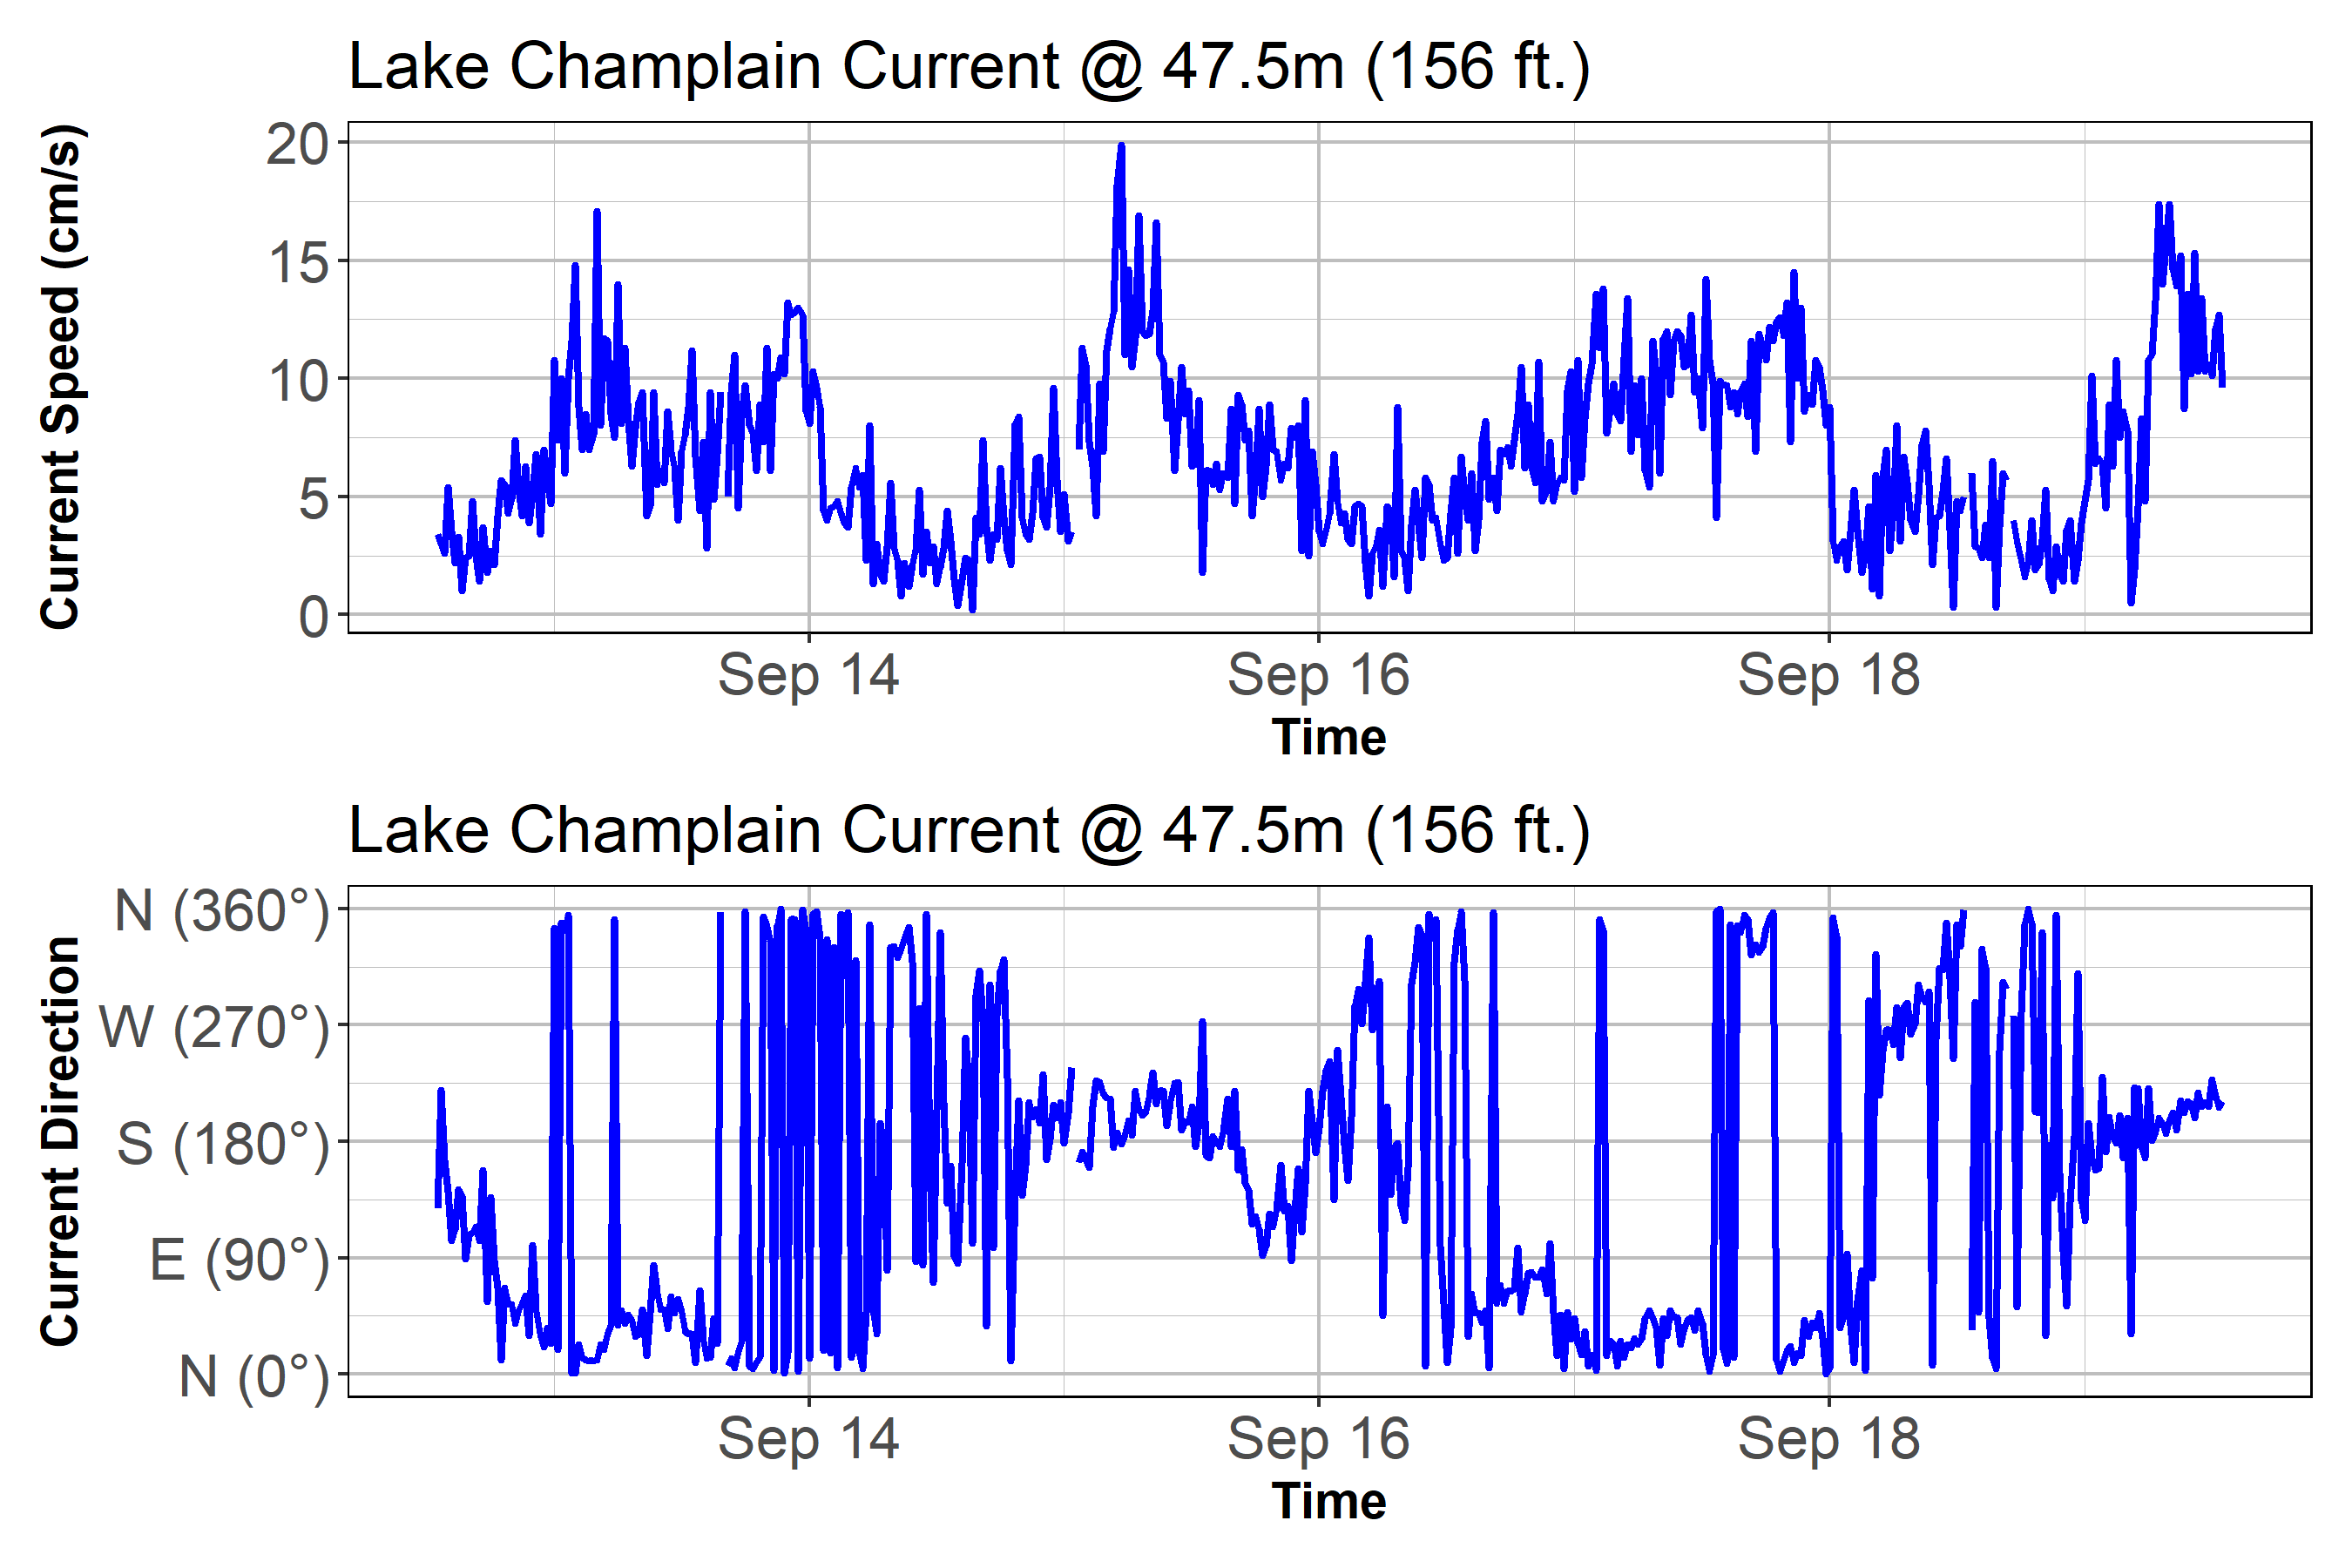 Lake Champlain Current @ 47.5m (156 ft.)
Current Speed (cm/s)
20
15
10
5
0
Sep 14 Sep 16 Sep 18
Time
Lake Champlain Current @ 47.5m (156 ft.)
Current Direction
N (360°)
W (270°)
S (180°)
E (90°)
N (0°)
Sep 14 Sep 16 Sep 18
Time